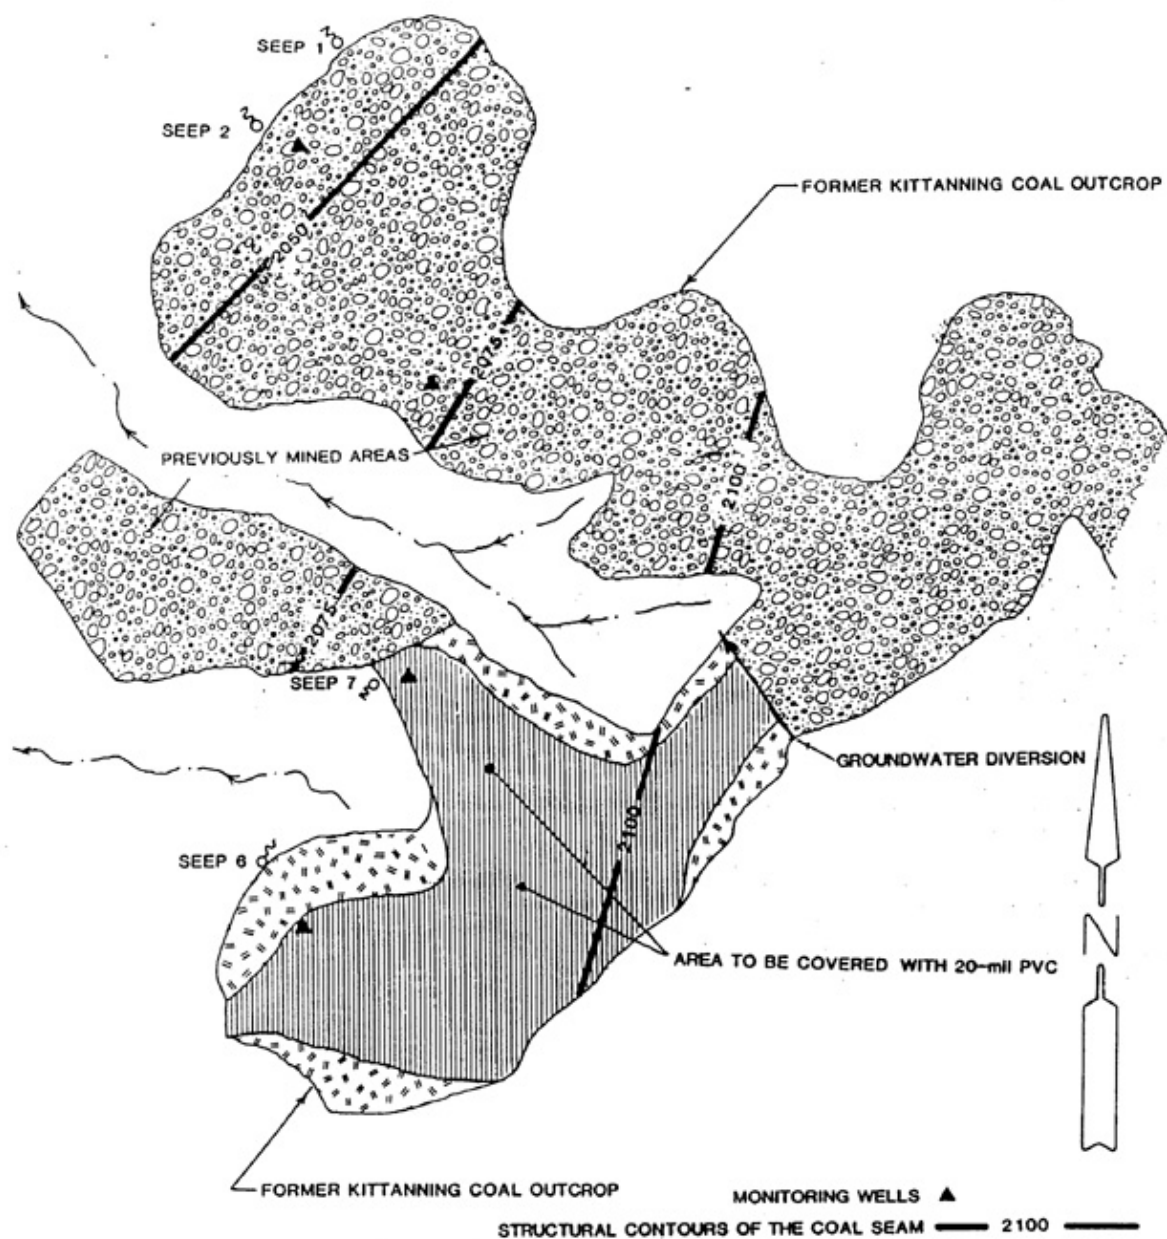 SEEP 1
SEEP 2
FORMER KITTANNING COAL OUTCROP
2050
2075
2100
PREVIOUSLY MINED AREAS
2075
SEEP 7
GROUNDWATER DIVERSION
2100
SEEP 6
N
AREA TO BE COVERED WITH 20-mil PVC
FORMER KITTANNING COAL OUTCROP
MONITORING WELLS
STRUCTURAL CONTOURS OF THE COAL SEAM 2100